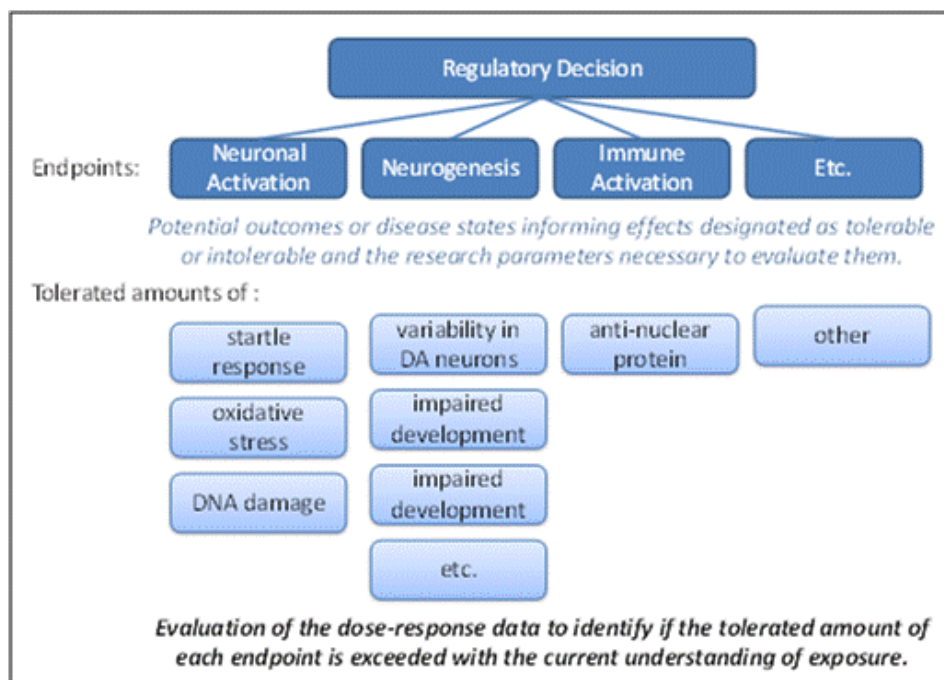 Regulatory Decision
Endpoints:
Neuronal
Activation
Neurogenesis
Immune
Activation
Etc.
Potential outcomes or disease states informing effects designated as tolerable
or intolerable and the research parameters necessary to evaluate them.
Tolerated amounts of :
startle
response
variability in
DA neurons
anti-nuclear
protein
other
oxidative
stress
impaired
development
DNA damage
impaired
development
etc.
Evaluation of the dose-response data to identify if the tolerated amount of
each endpoint is exceeded with the current understanding of exposure.